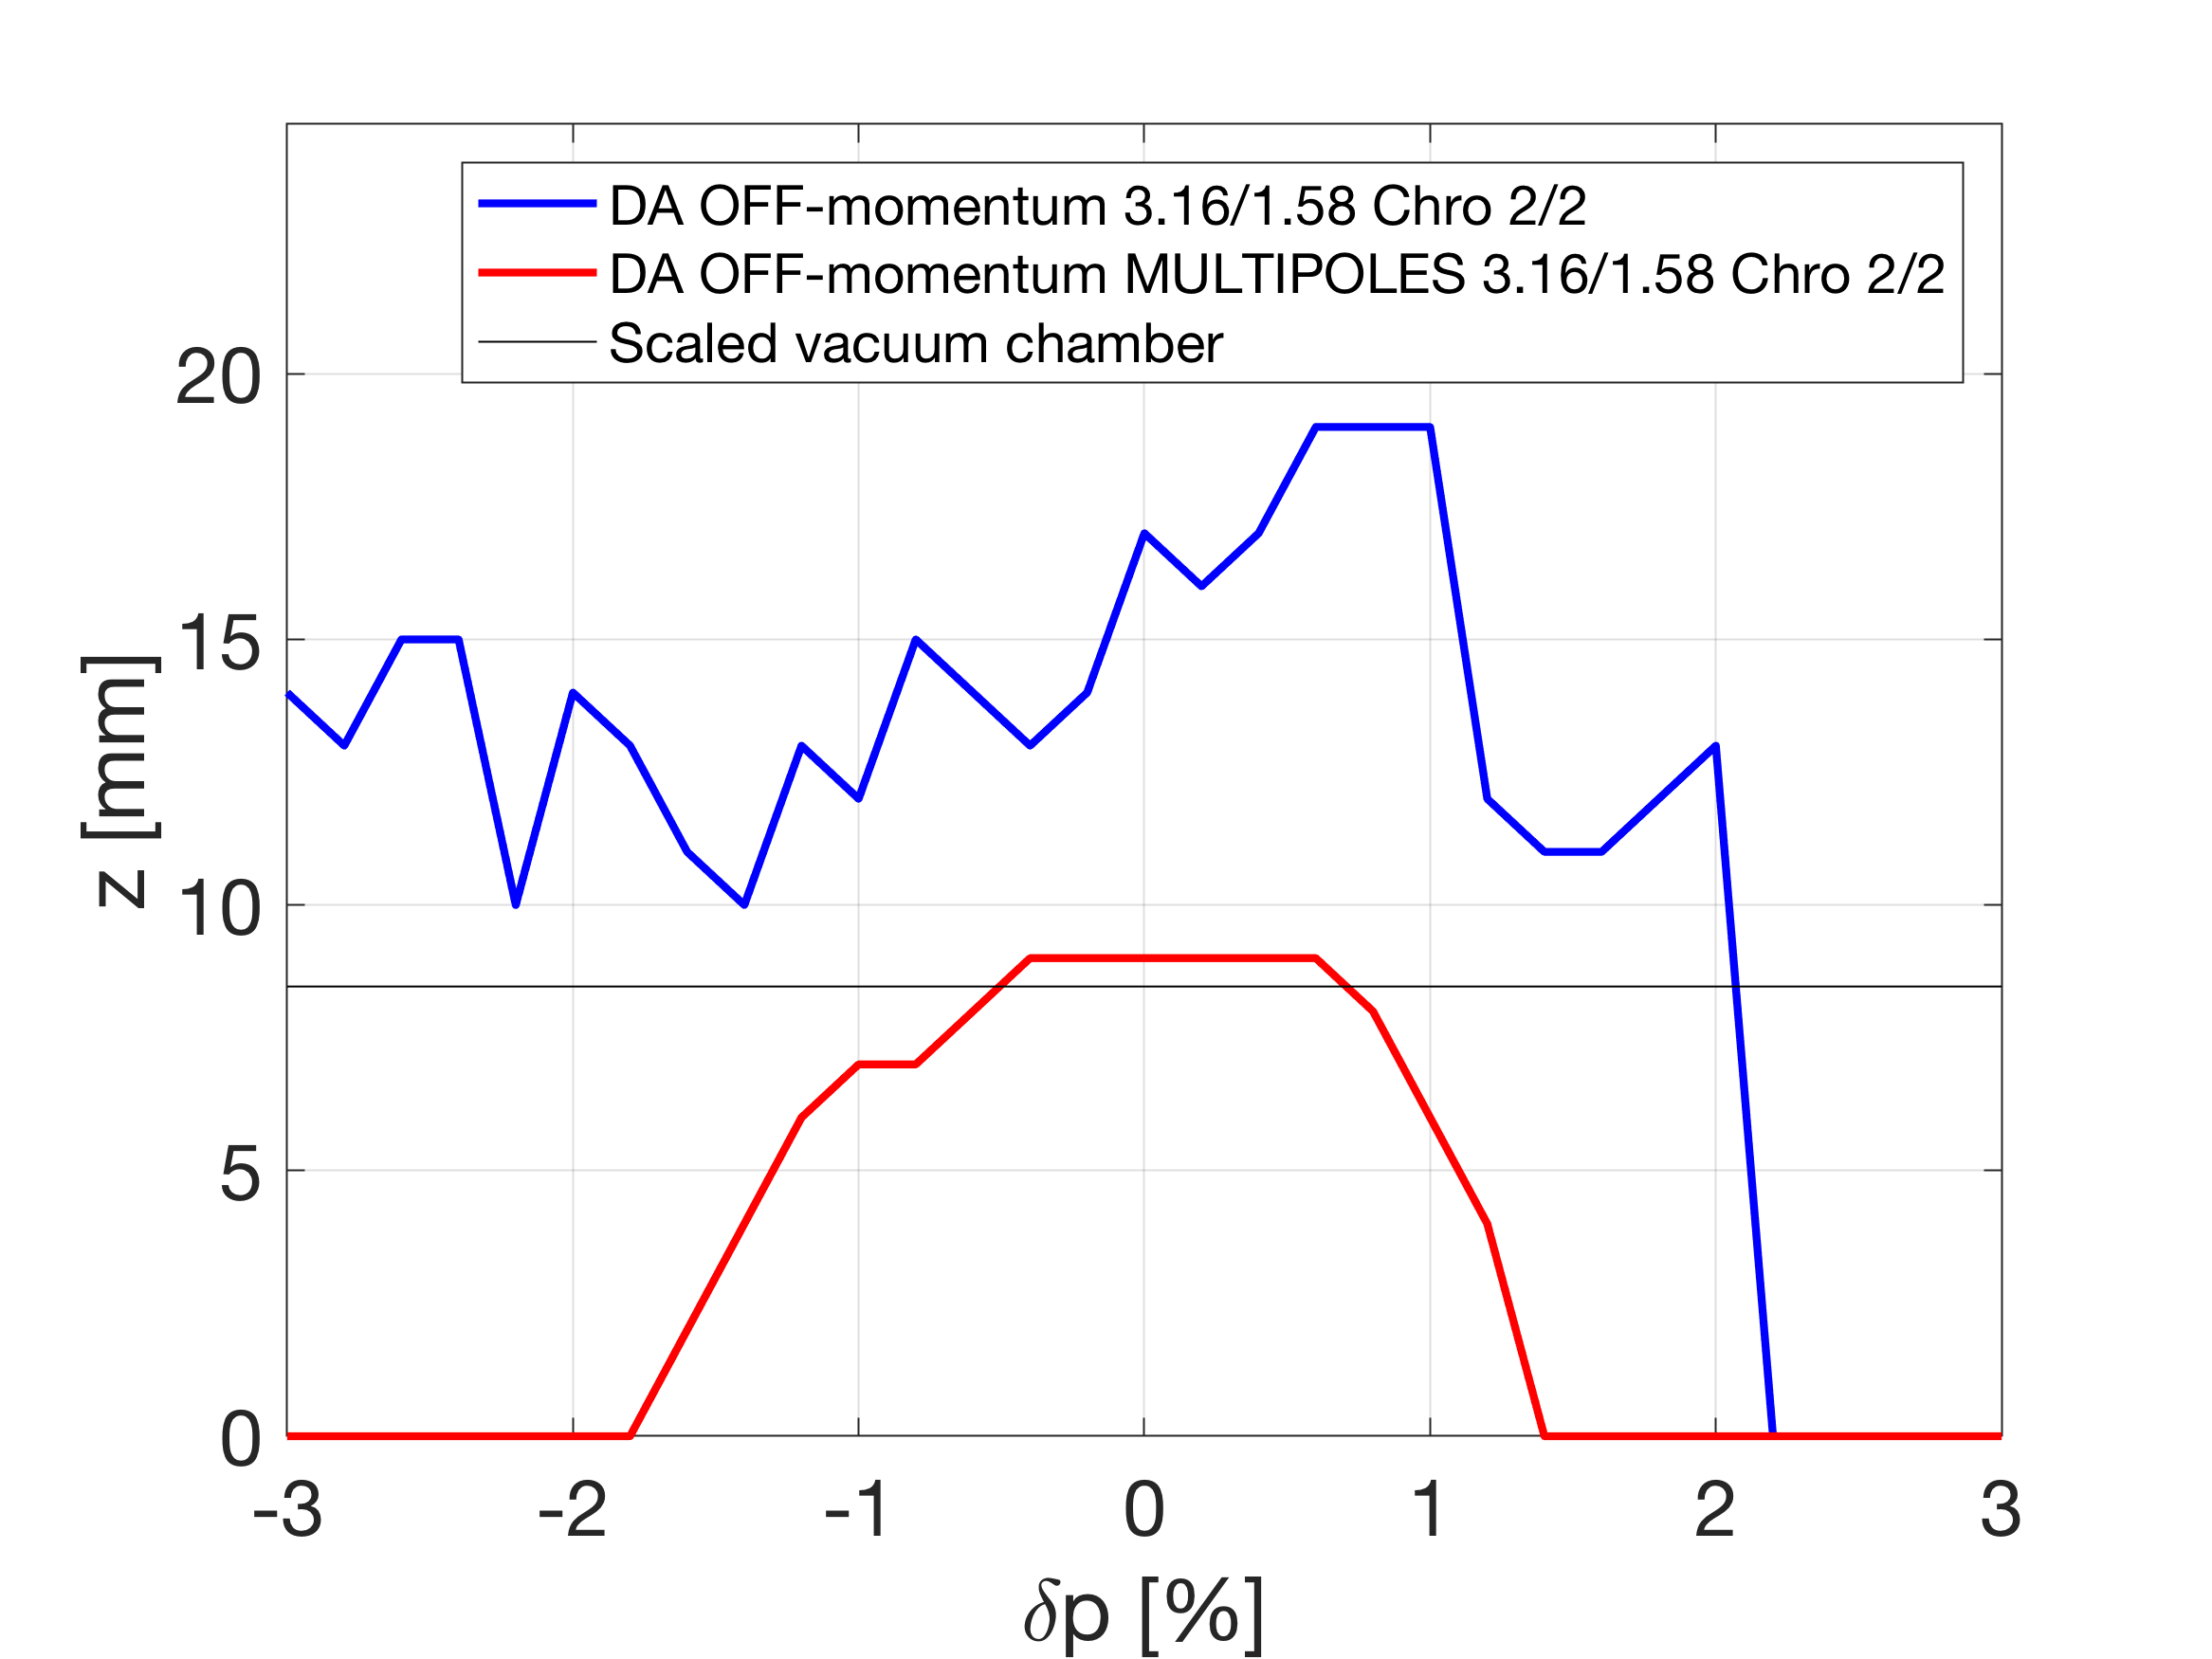 DA OFF-momentum 3.16/1.58 Chro 2/2
DA OFF-momentum MULTIPOLES 3.16/1.58 Chro 2/2
Scaled vacuum chamber
20
15
10
5
0
z [mm]
-3 -2 -1 0 1 2 3
δp [%]